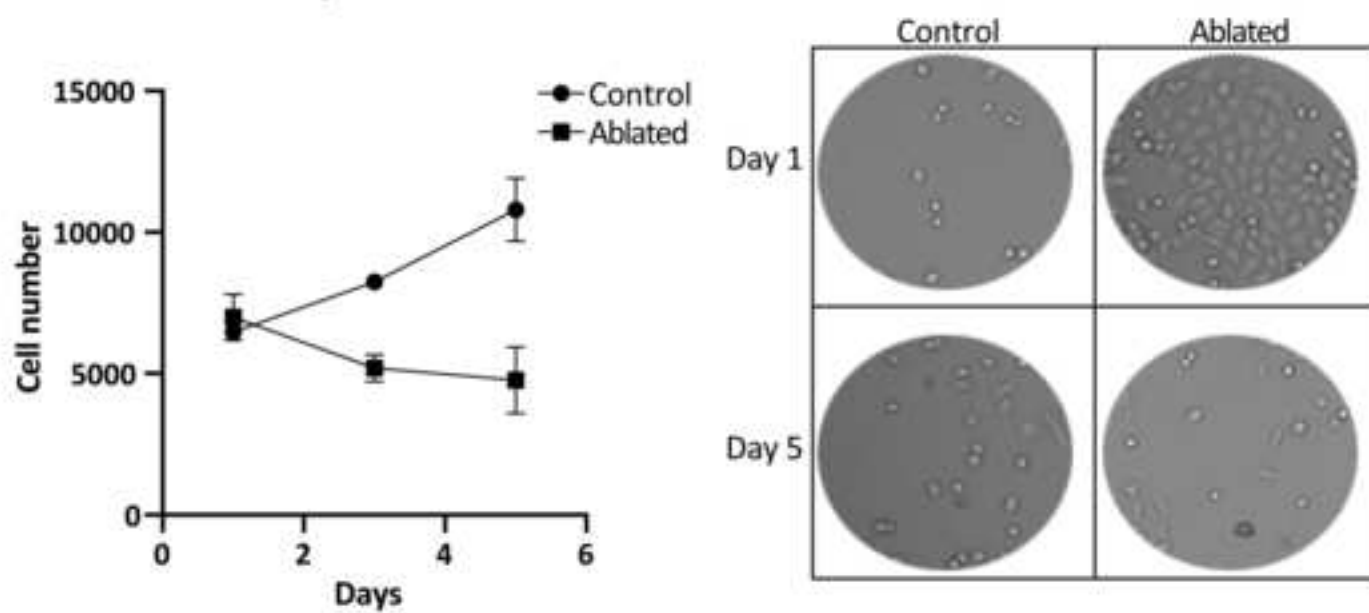 15000
10000
5000
0
Cell number
0 2 4 6
Days
Control
Ablated
Control Ablated
Day 1
Day 5